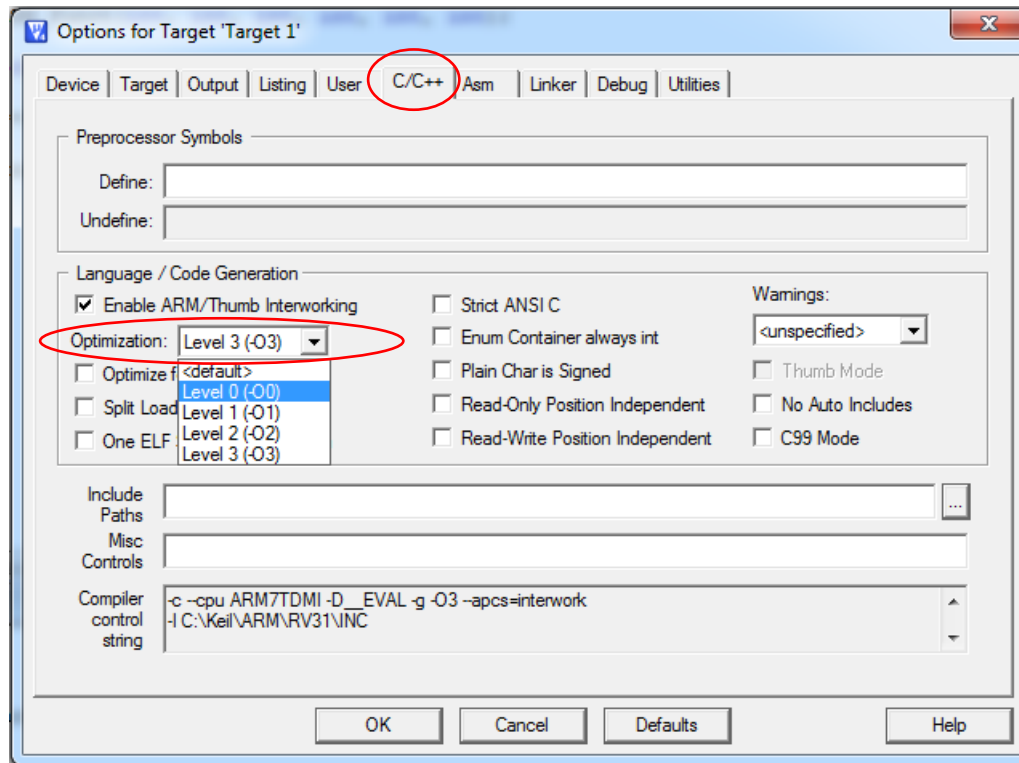 Options for Target 'Target 1'
Device Target Output Listing User C/C++ Asm Linker Debug Utilities
Preprocessor Symbols
Define:
Undefine:
Language / Code Generation
Enable ARM/Thumb Interworking
Optimization: Level 3 (-O3)
<default>
Level 0 (-O0)
Level 1 (-O1)
Level 2 (-O2)
Level 3 (-O3)
Optimize f
Split Load
One ELF
Strict ANSI C
Enum Container always int
Plain Char is Signed
Read-Only Position Independent
Read-Write Position Independent
Warnings:
<unspecified>
Thumb Mode
No Auto Includes
C99 Mode
Include
Paths
...
Misc
Controls
Compiler
control
string
-c --cpu ARM7TDMI -D__EVAL -g -O3 --apcs=interwork
-I C:\Keil\ARM\RV31\INC
OK Cancel Defaults Help